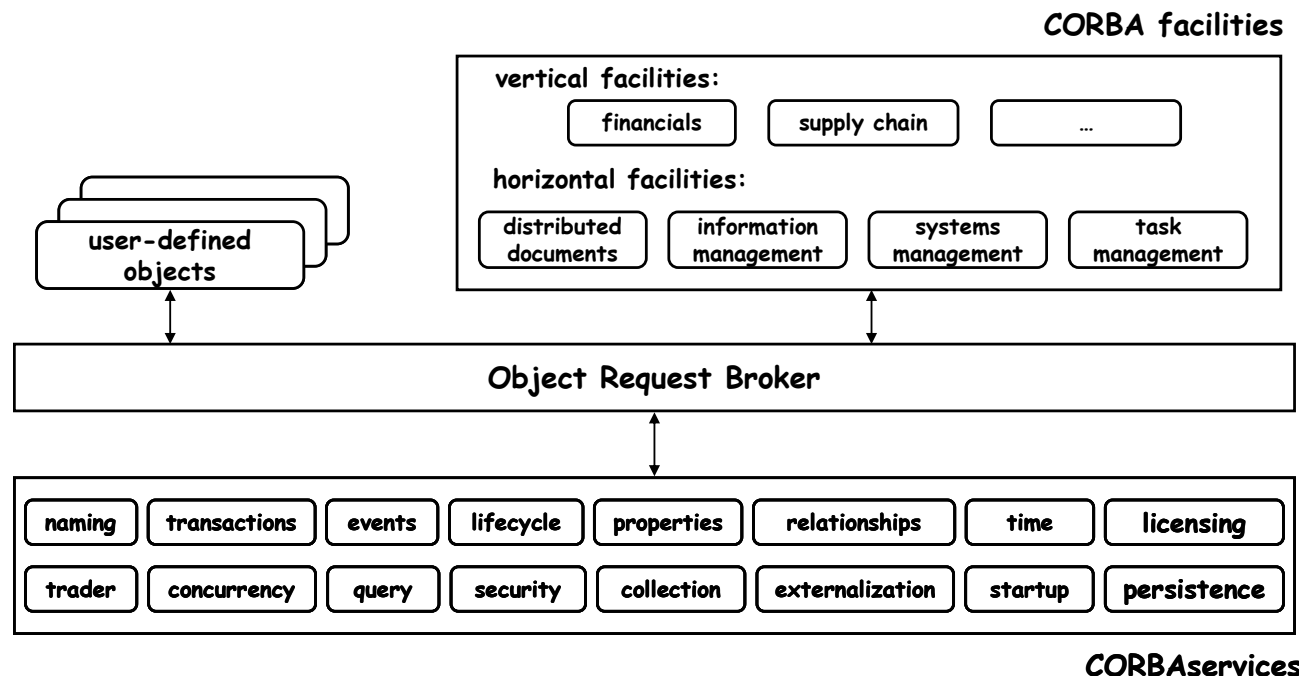 CORBA facilities
vertical facilities:
financials
supply chain
...
horizontal facilities:
distributed
documents
information
management
systems
management
task
management
user-defined
objects
Object Request Broker
naming
transactions
events
lifecycle
properties
relationships
time
licensing
trader
concurrency
query
security
collection
externalization
startup
persistence
CORBAservices